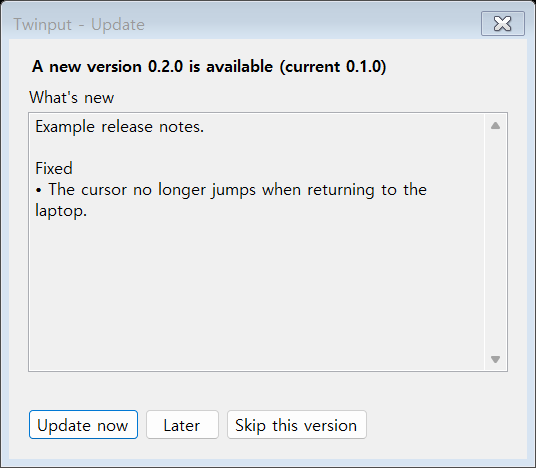 Twinput - Update
A new version 0.2.0 is available (current 0.1.0)
What's new
Example release notes.
Fixed
• The cursor no longer jumps when returning to the
laptop.
Update now
Later
Skip this version